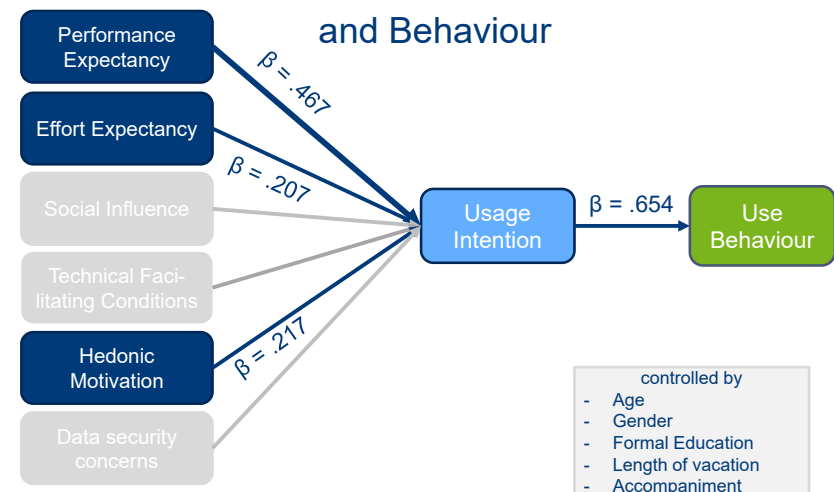 and Behaviour
Performance
Expectancy
β = .467
Effort Expectancy
β = .207
Social Influence
Usage
Intention
β = .654
Use
Behaviour
Technical Faci-
litating Conditions
Hedonic
Motivation
β = .217
Data security
concerns
controlled by
- Age
- Gender
- Formal Education
- Length of vacation
- Accompaniment